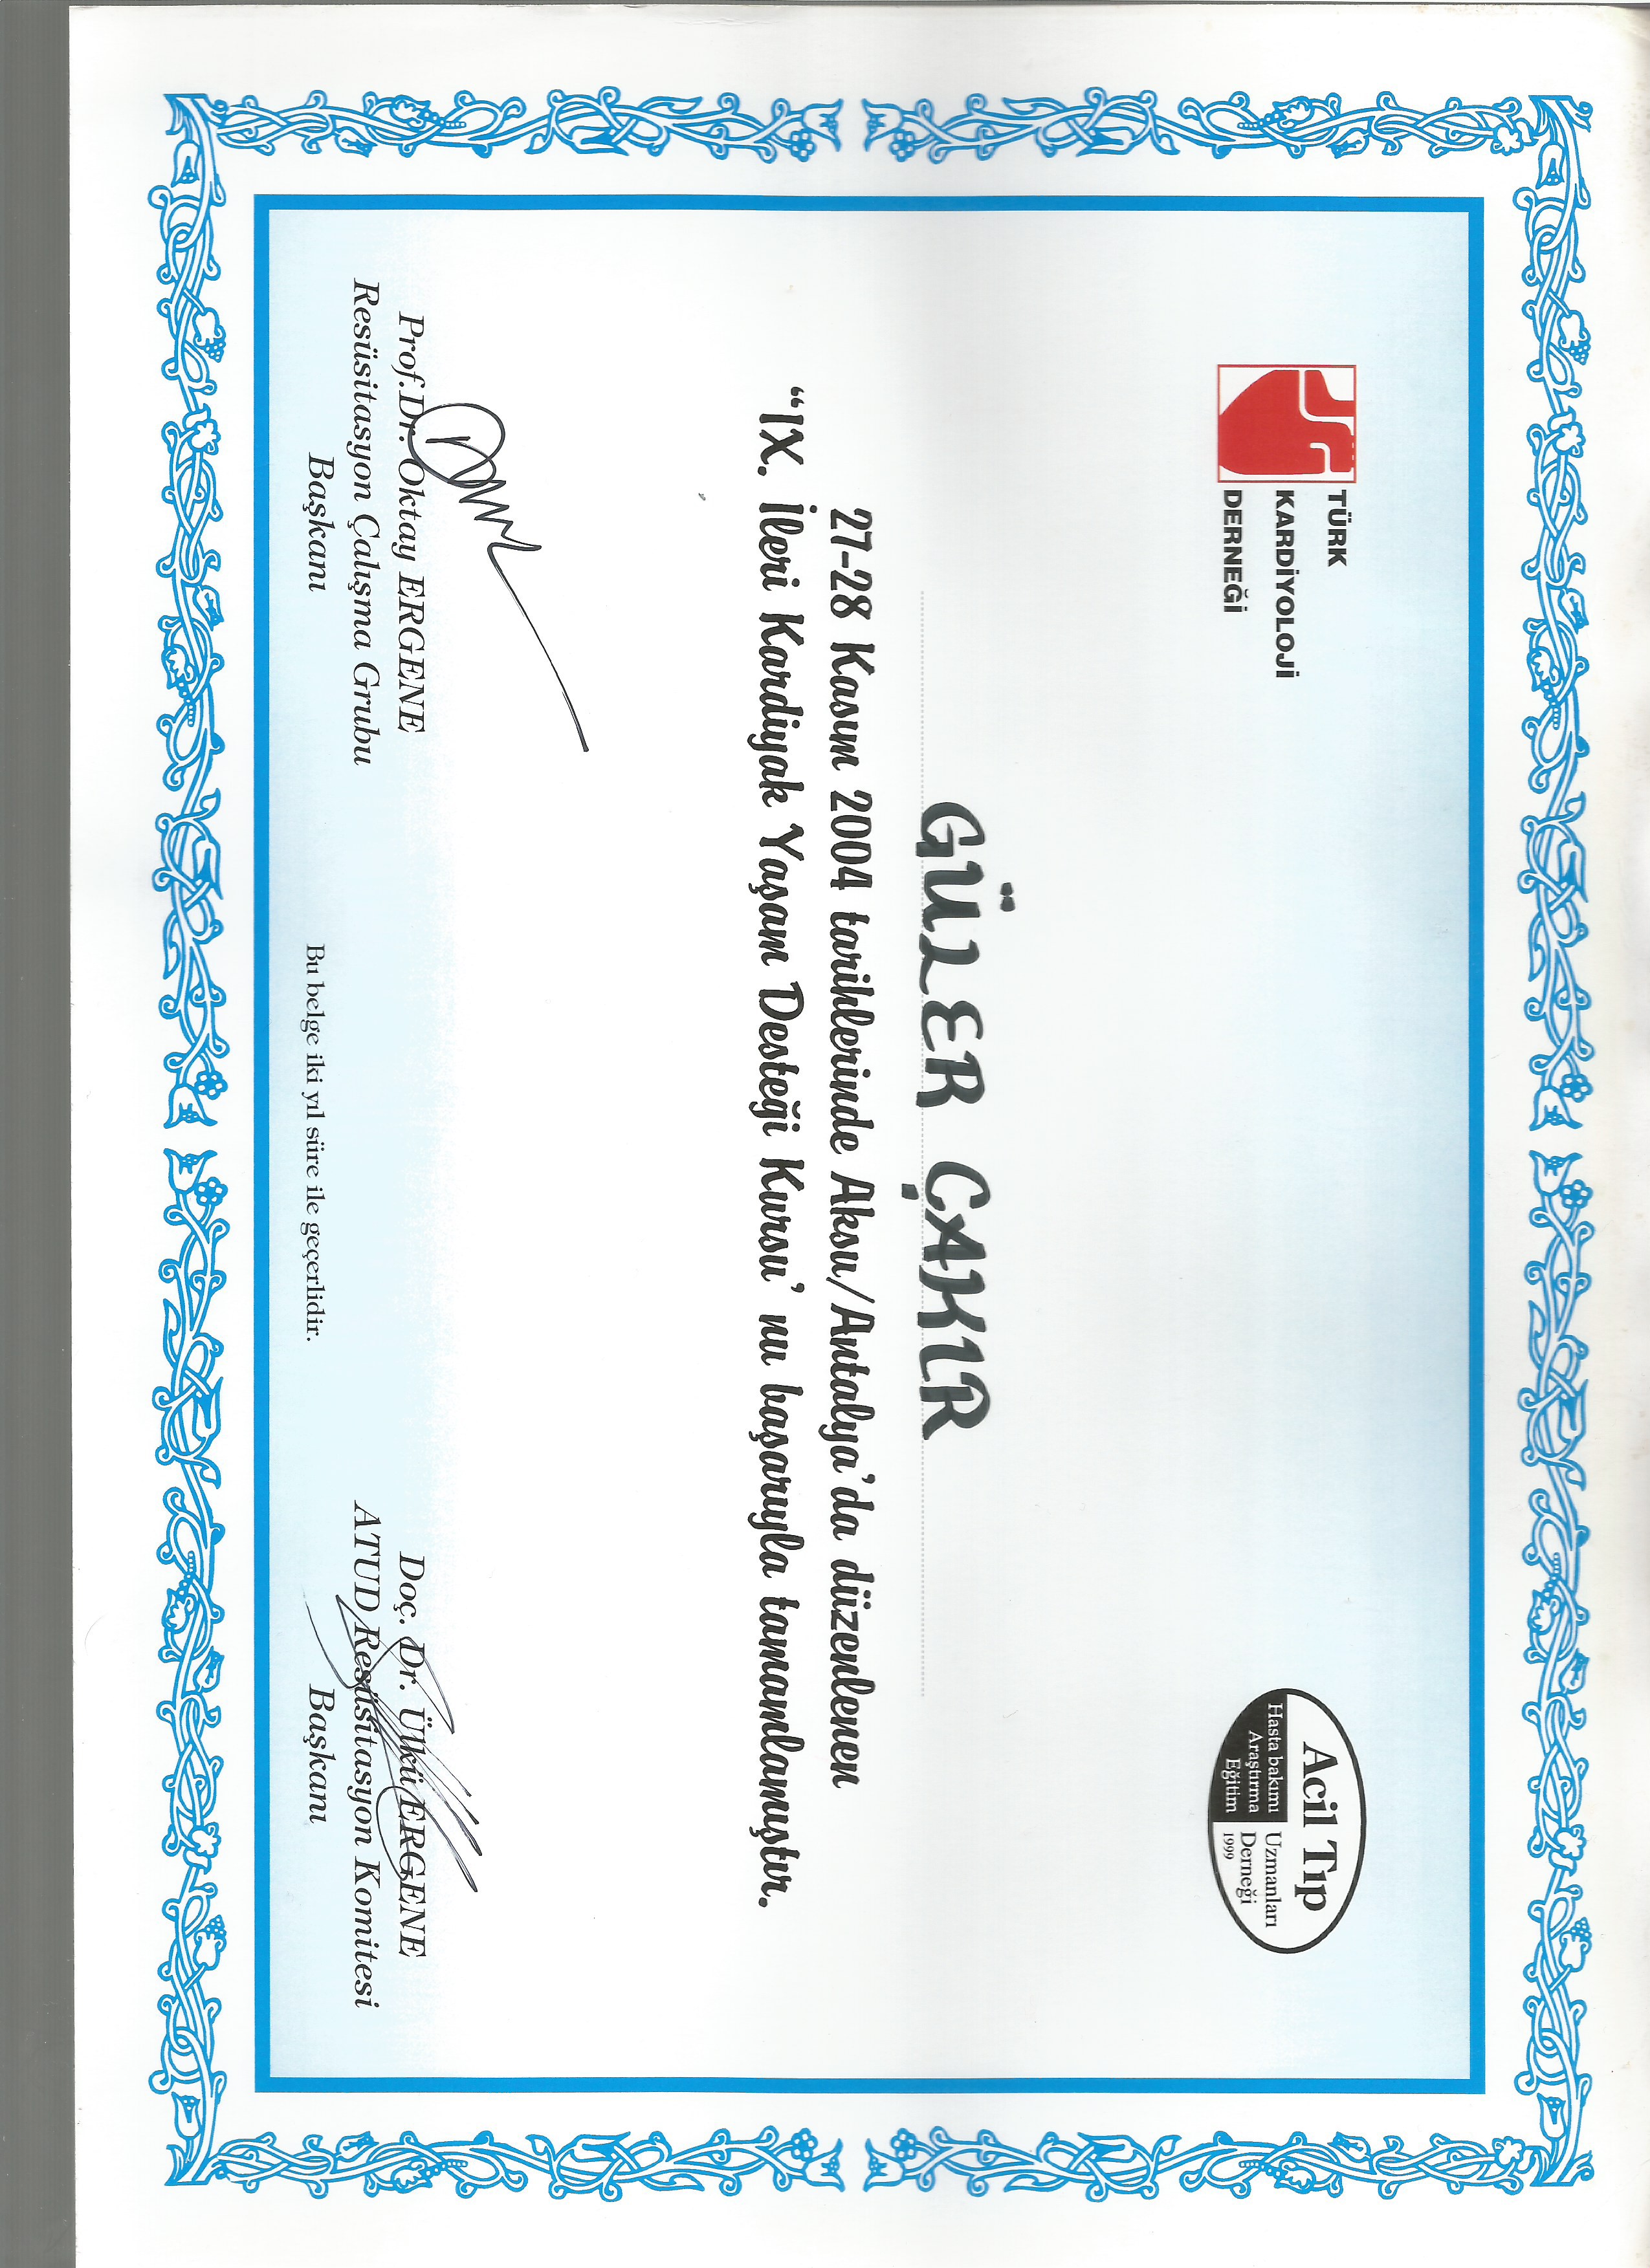 TÜRK
KARDİYOLOJİ
DERNEĞİ
Acil Tıp
Hasta bakımı
Araştırma
Eğitim
Uzmanları
Derneği
1999
GÜLER ÇAKIR
27-28 Kasım 2004 tarihlerinde Aksu/Antalya'da düzenlenen
“IX. İleri Kardiyak Yaşam Desteği Kursu' nu başarıyla tamamlamıştır.
Prof.Dr. Oktay ERGENE
Resüsitasyon Çalışma Grubu
Başkanı
Bu belge iki yıl süre ile geçerlidir.
Doç. Dr. Ülkü ERGENE
ATUD Resüsitasyon Komitesi
Başkanı